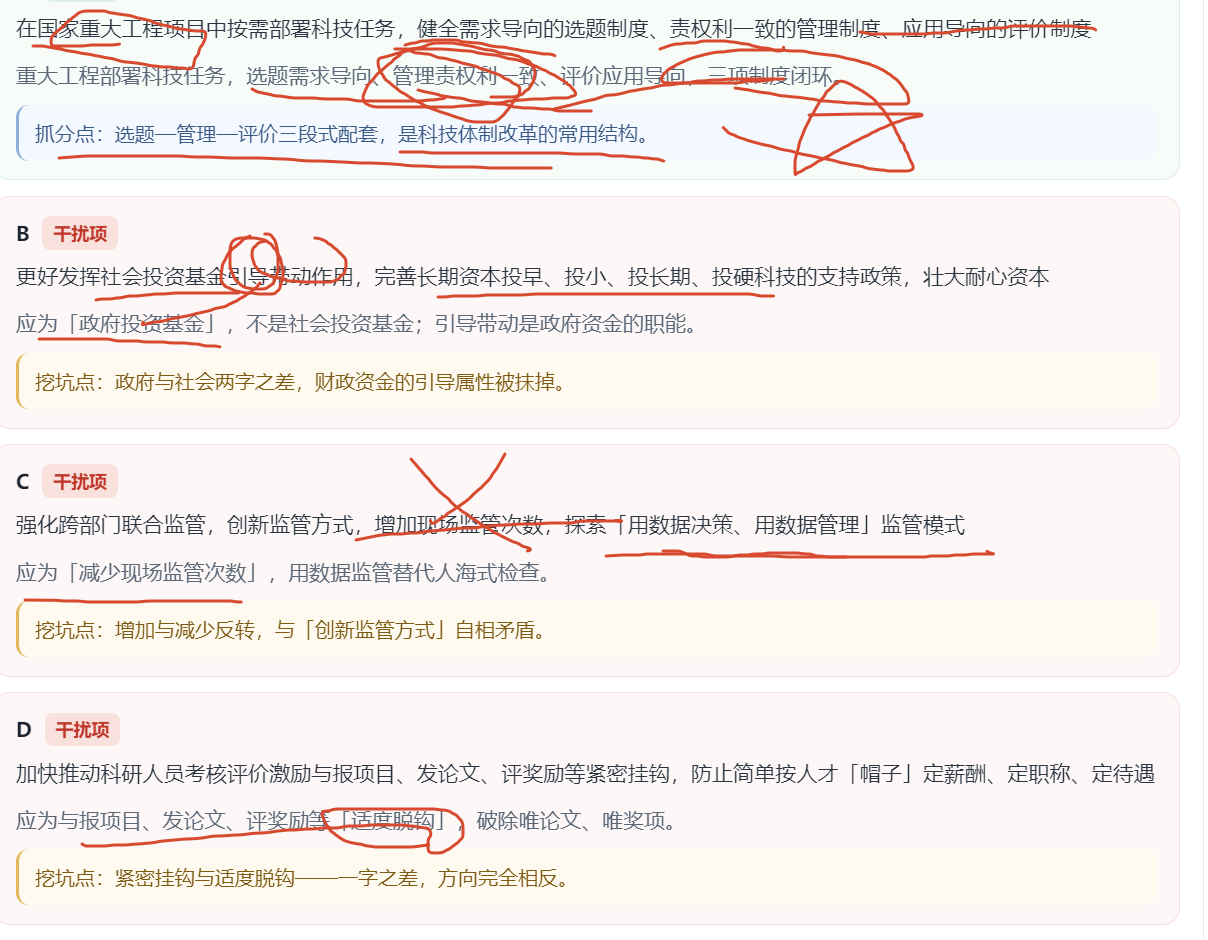 在国家重大工程项目中按需部署科技任务，健全需求导向的选题制度、责权利一致的管理制度、应用导向的评价制度
重大工程部署科技任务，选题需求导向、管理责权利一致、评价应用导向，三项制度闭环。
抓分点：选题—管理—评价三段式配套，是科技体制改革的常用结构。
B 干扰项
更好发挥社会投资基金引导带动作用，完善长期资本投早、投小、投长期、投硬科技的支持政策，壮大耐心资本
应为「政府投资基金」，不是社会投资基金；引导带动是政府资金的职能。
挖坑点：政府与社会两字之差，财政资金的引导属性被抹掉。
C 干扰项
强化跨部门联合监管，创新监管方式，增加现场监管次数，探索「用数据决策、用数据管理」监管模式
应为「减少现场监管次数」，用数据监管替代人海式检查。
挖坑点：增加与减少反转，与「创新监管方式」自相矛盾。
D 干扰项
加快推动科研人员考核评价激励与报项目、发论文、评奖励等紧密挂钩，防止简单按人才「帽子」定薪酬、定职称、定待遇
应为与报项目、发论文、评奖励等「适度脱钩」，破除唯论文、唯奖项。
挖坑点：紧密挂钩与适度脱钩——一字之差，方向完全相反。